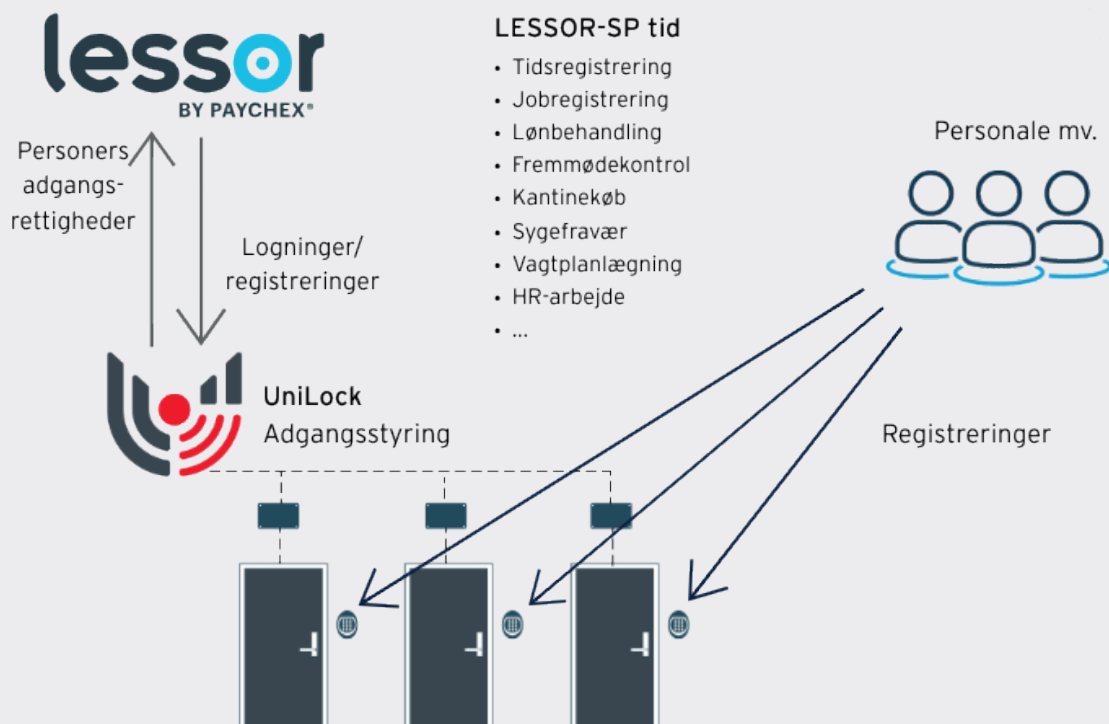 lessor
BY PAYCHEX®
Personers
adgangs-
rettigheder
Logninger/
registreringer
LESSOR-SP tid
• Tidsregistrering
• Jobregistrering
• Lønbehandling
• Fremmødekontrol
• Kantinekøb
• Sygefravær
• Vagtplanlægning
• HR-arbejde
• ...
Personale mv.
UniLock
Adgangsstyring
Registreringer